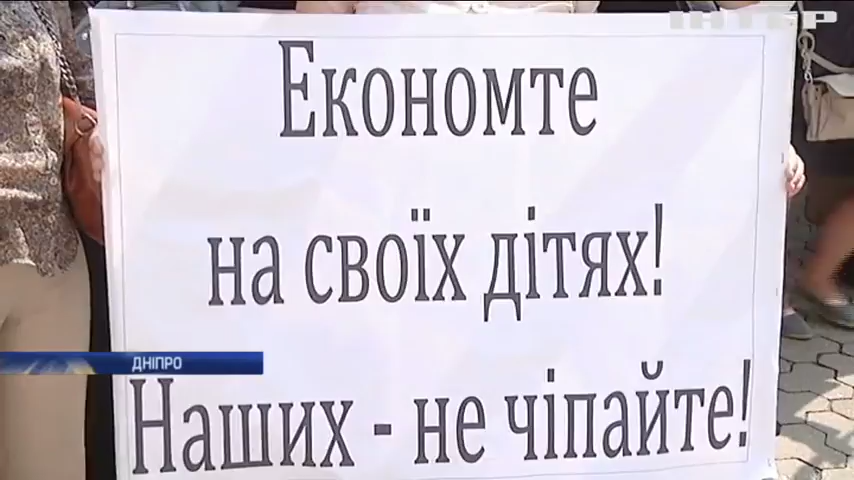 ІНТЕР
Економте
на своїх дітях!
ДНІПРО
Наших - не чіпайте!